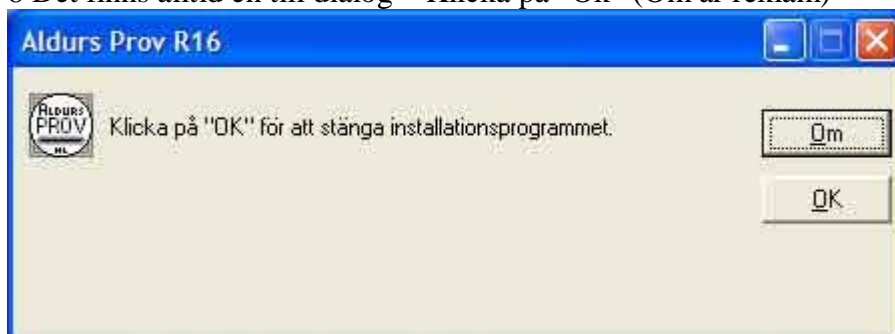 6 Det finns alltid en till dialog – Klicka på "Ok" (Om är reklam)
Aldurs Prov R16
ALDURS
PROV
Klicka på "OK" för att stänga installationsprogrammet.
Om
OK